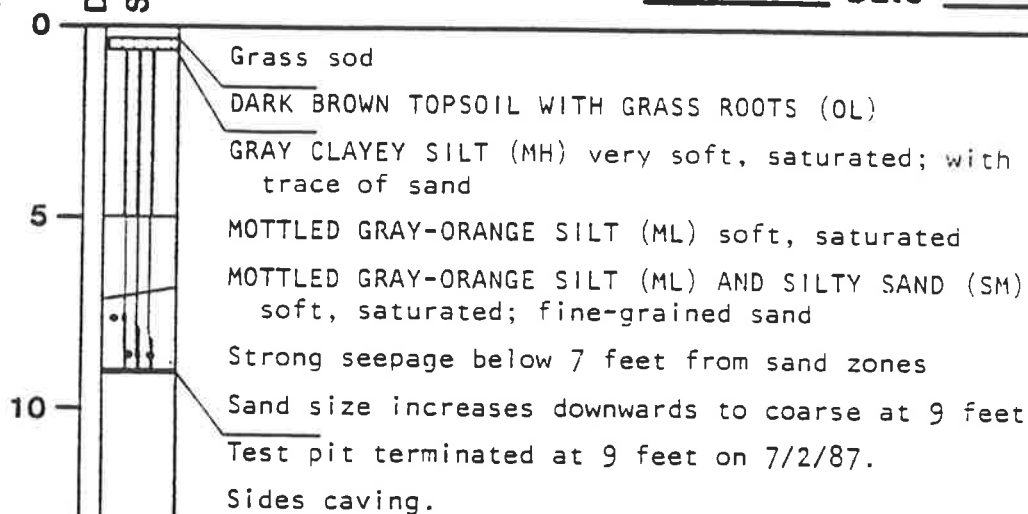 0
Grass sod
DARK BROWN TOPSOIL WITH GRASS ROOTS (OL)
GRAY CLAYEY SILT (MH) very soft, saturated; with
trace of sand
5
MOTTLED GRAY-ORANGE SILT (ML) soft, saturated
MOTTLED GRAY-ORANGE SILT (ML) AND SILTY SAND (SM)
soft, saturated; fine-grained sand
Strong seepage below 7 feet from sand zones
10
Sand size increases downwards to coarse at 9 feet
Test pit terminated at 9 feet on 7/2/87.
Sides caving.